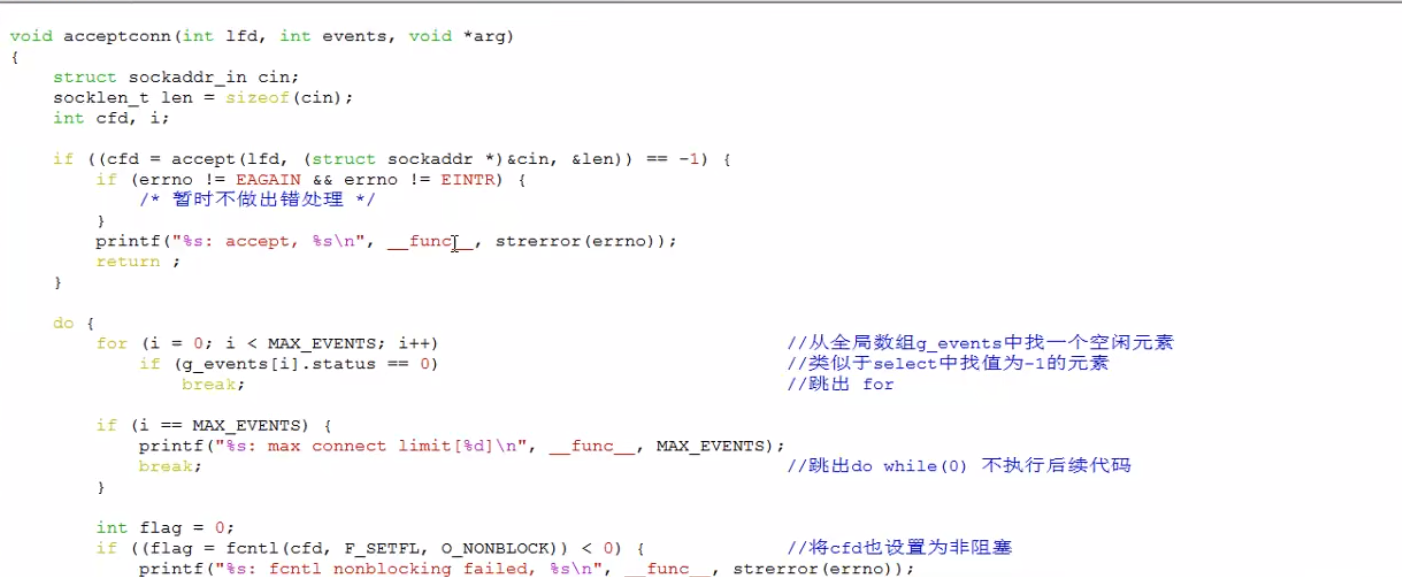 void acceptconn(int lfd, int events, void *arg)
{
    struct sockaddr_in cin;
    socklen_t len = sizeof(cin);
    int cfd, i;

    if ((cfd = accept(lfd, (struct sockaddr *)&cin, &len)) == -1) {
        if (errno != EAGAIN && errno != EINTR) {
            /* 暂时不做出错处理 */
        }
        printf("%s: accept, %s\n", __func__, strerror(errno));
        return ;
    }

    do {
        for (i = 0; i < MAX_EVENTS; i++)                                //从全局数组g_events中找一个空闲元素
            if (g_events[i].status == 0)                                //类似于select中找值为-1的元素
                break;                                                  //跳出 for

        if (i == MAX_EVENTS) {
            printf("%s: max connect limit[%d]\n", __func__, MAX_EVENTS);
            break;                                                      //跳出do while(0) 不执行后续代码
        }

        int flag = 0;
        if ((flag = fcntl(cfd, F_SETFL, O_NONBLOCK)) < 0) {             //将cfd也设置为非阻塞
            printf("%s: fcntl nonblocking failed, %s\n", __func__, strerror(errno));